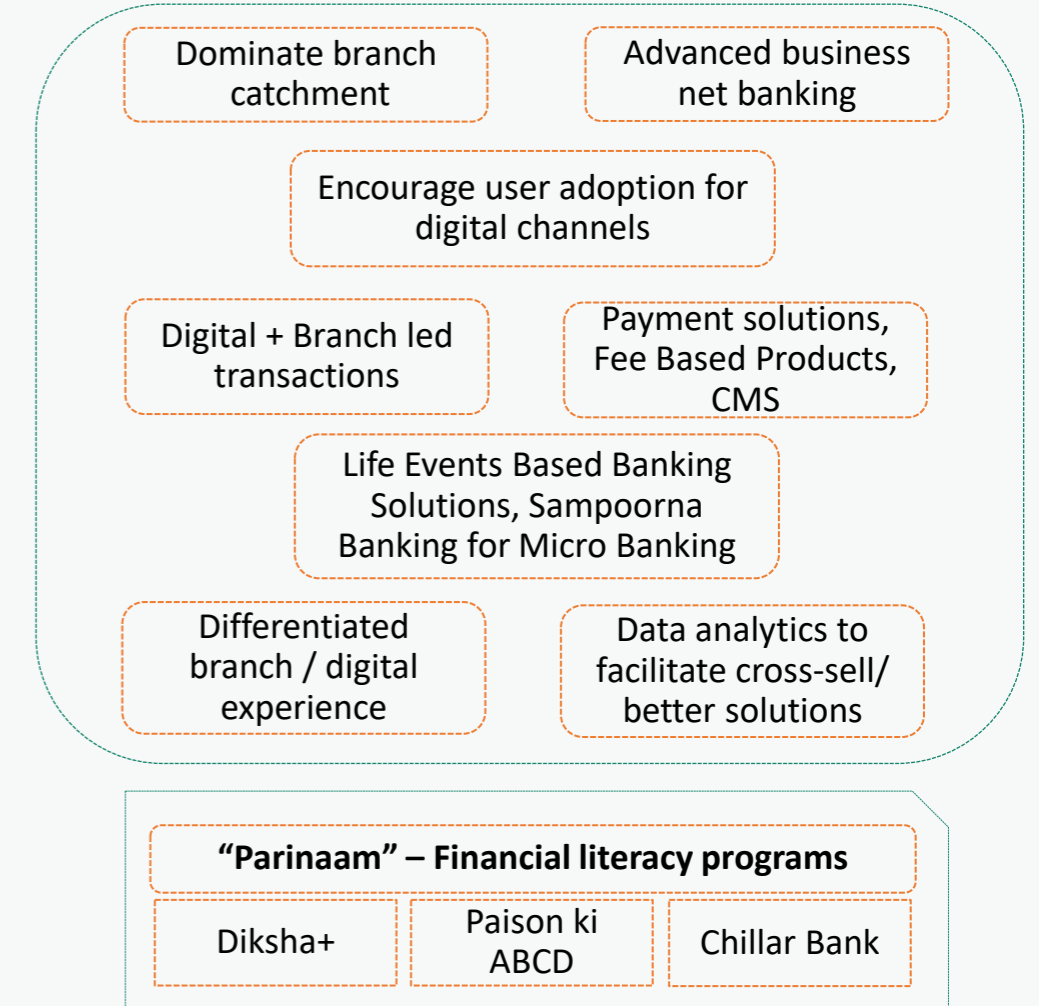 Dominate branch
catchment
Advanced business
net banking
Encourage user adoption for
digital channels
Digital + Branch led
transactions
Payment solutions,
Fee Based Products,
CMS
Life Events Based Banking
Solutions, Sampoorna
Banking for Micro Banking
Differentiated
branch / digital
experience
Data analytics to
facilitate cross-sell/
better solutions
“Parinaam” – Financial literacy programs
Diksha+
Paison ki
ABCD
Chillar Bank